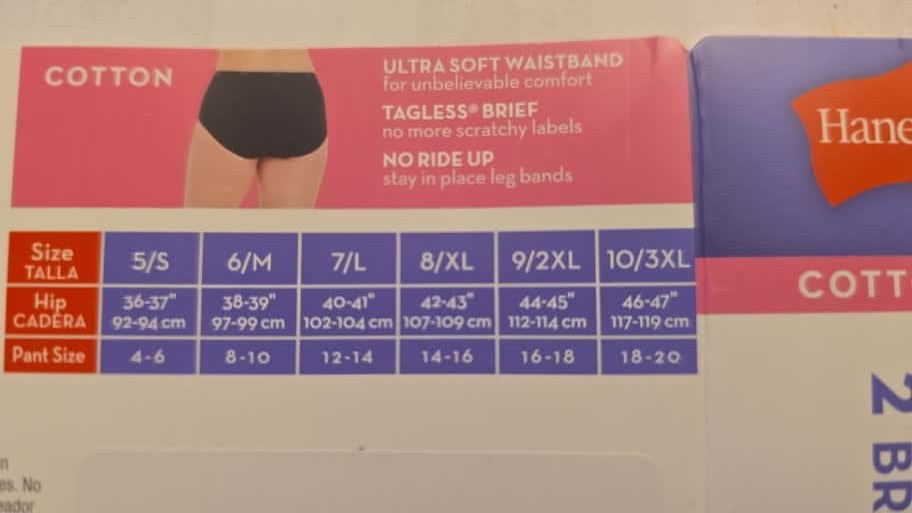 COTTON
ULTRA SOFT WAISTBAND
for unbelievable comfort
TAGLESS® BRIEF
no more scratchy labels
NO RIDE UP
stay in place leg bands
Hane
COTT
Size 5/S 6/M 7/L 8/XL 9/2XL 10/3XL
TALLA
Hip 36-37" 38-39" 40-41" 42-43" 44-45" 46-47"
CADERA 92-94 cm 97-99 cm 102-104 cm 107-109 cm 112-114 cm 117-119 cm
Pant Size 4-6 8-10 12-14 14-16 16-18 18-20
2 BR
n
es. No
eador